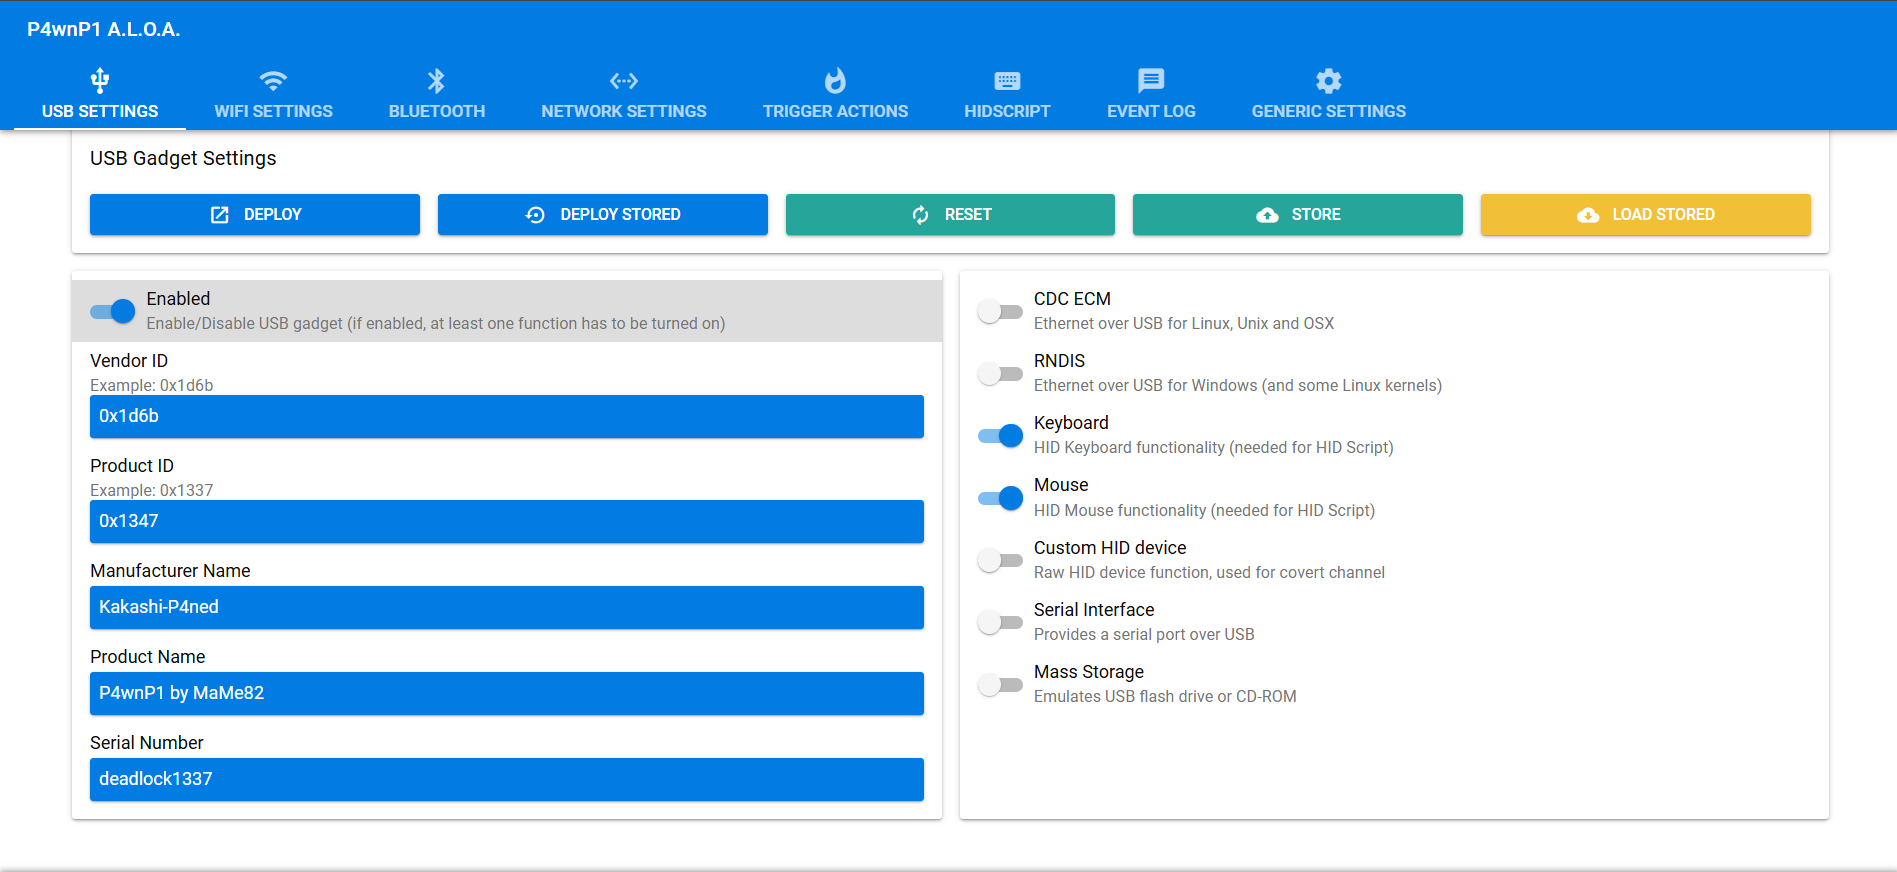 P4wnP1 A.L.O.A.
USB SETTINGS
WIFI SETTINGS
BLUETOOTH
NETWORK SETTINGS
TRIGGER ACTIONS
HIDSCRIPT
EVENT LOG
GENERIC SETTINGS
USB Gadget Settings
DEPLOY
DEPLOY STORED
RESET
STORE
LOAD STORED
Enabled
Enable/Disable USB gadget (if enabled, at least one function has to be turned on)
Vendor ID
Example: 0x1d6b
0x1d6b
Product ID
Example: 0x1337
0x1347
Manufacturer Name
Kakashi-P4ned
Product Name
P4wnP1 by MaMe82
Serial Number
deadlock1337
CDC ECM
Ethernet over USB for Linux, Unix and OSX
RNDIS
Ethernet over USB for Windows (and some Linux kernels)
Keyboard
HID Keyboard functionality (needed for HID Script)
Mouse
HID Mouse functionality (needed for HID Script)
Custom HID device
Raw HID device function, used for covert channel
Serial Interface
Provides a serial port over USB
Mass Storage
Emulates USB flash drive or CD-ROM